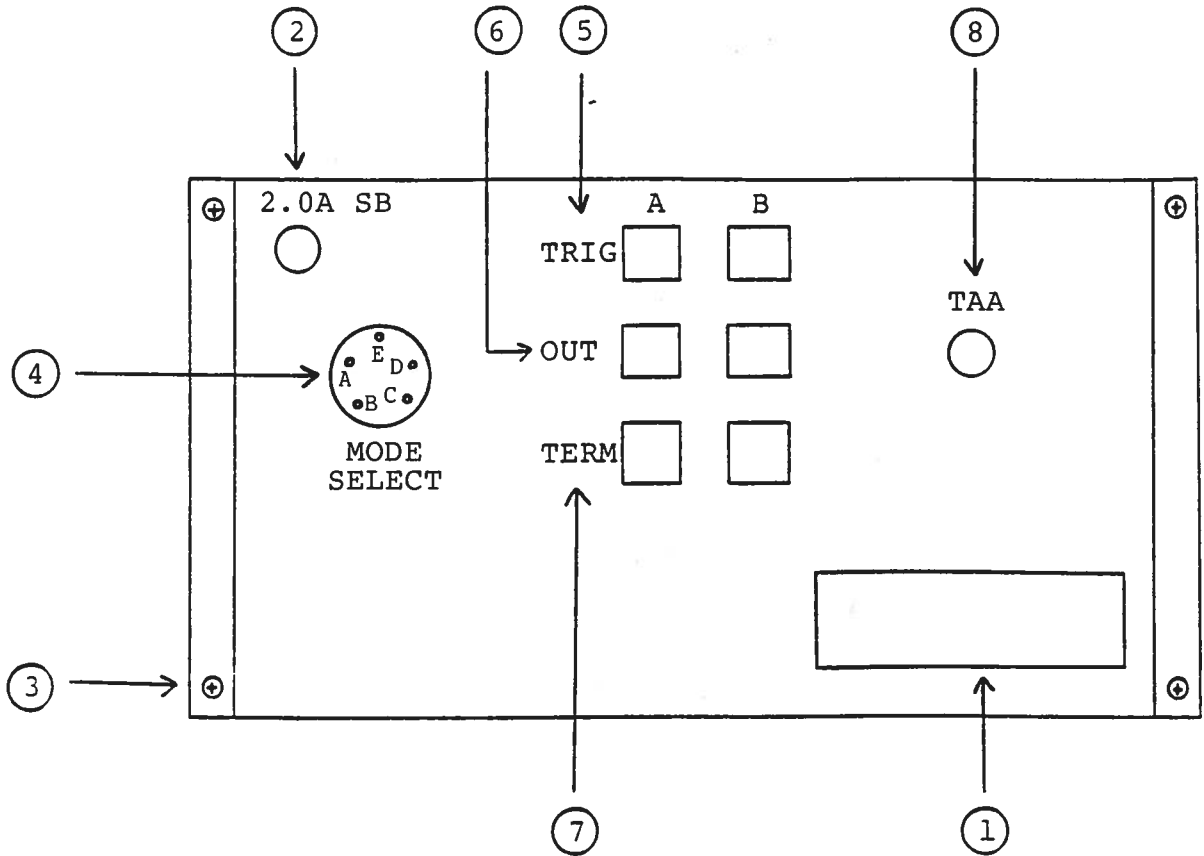 2 6 5 8
2.0A SB
A B
TRIG
TAA
OUT
4
E
A D
B C
MODE
SELECT
TERM
3
7 1